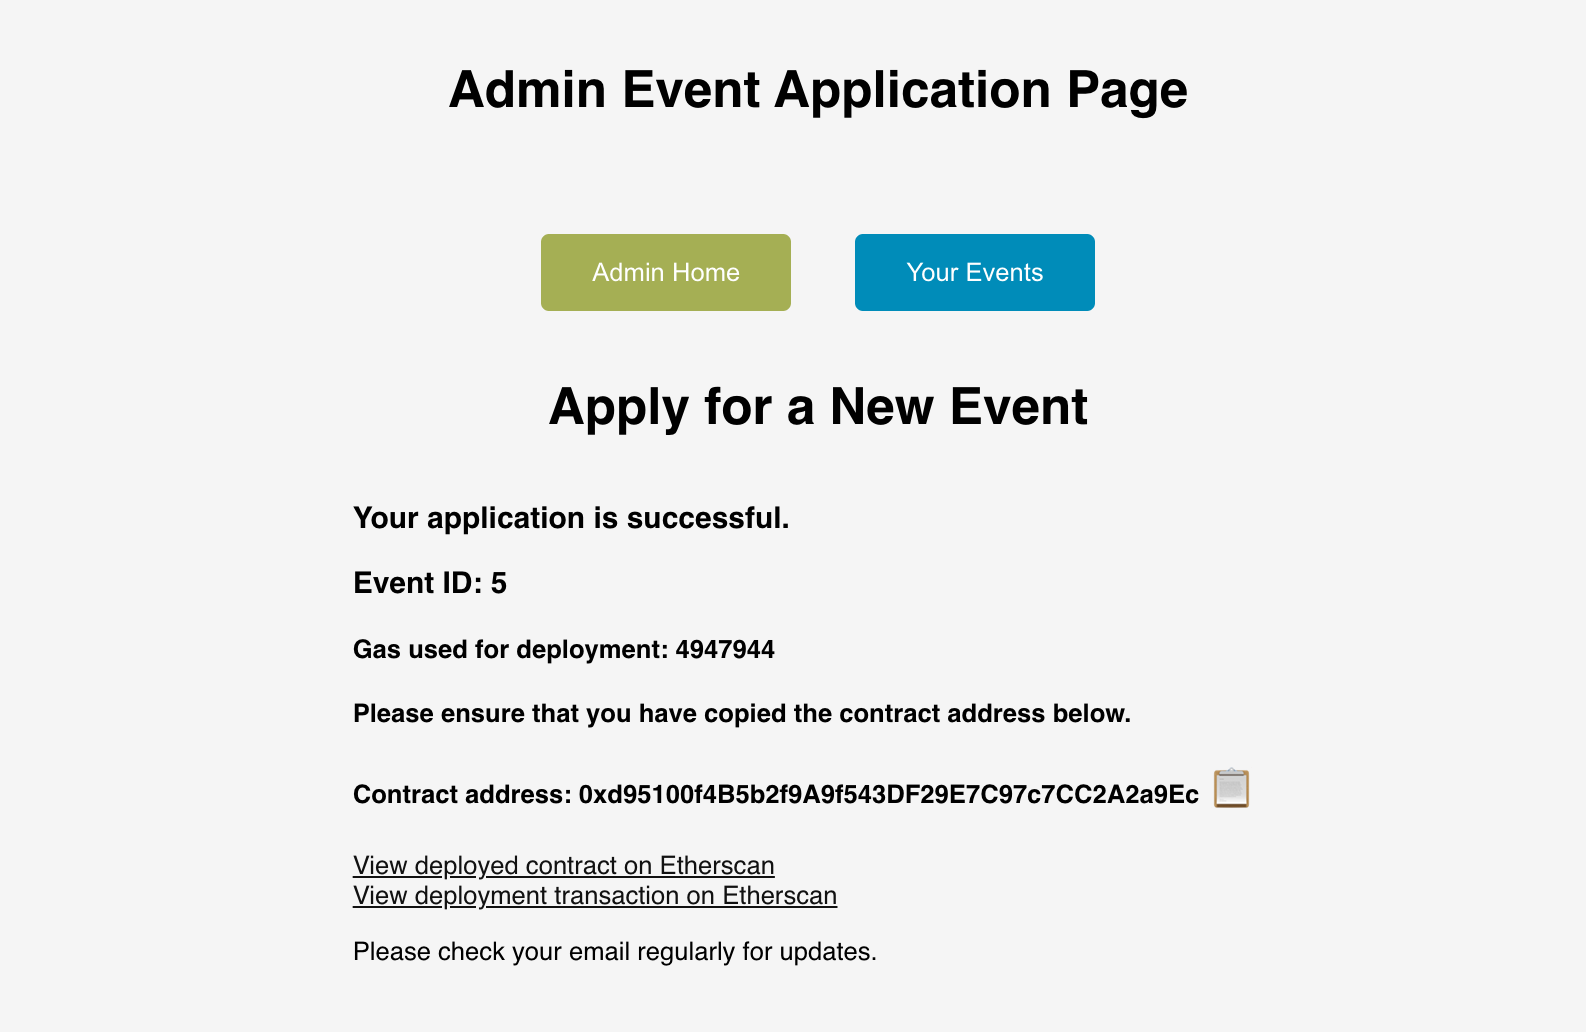 Admin Event Application Page
Admin Home
Your Events
Apply for a New Event
Your application is successful.
Event ID: 5
Gas used for deployment: 4947944
Please ensure that you have copied the contract address below.
Contract address: 0xd95100f4B5b2f9A9f543DF29E7C97c7CC2A2a9Ec
View deployed contract on Etherscan
View deployment transaction on Etherscan
Please check your email regularly for updates.